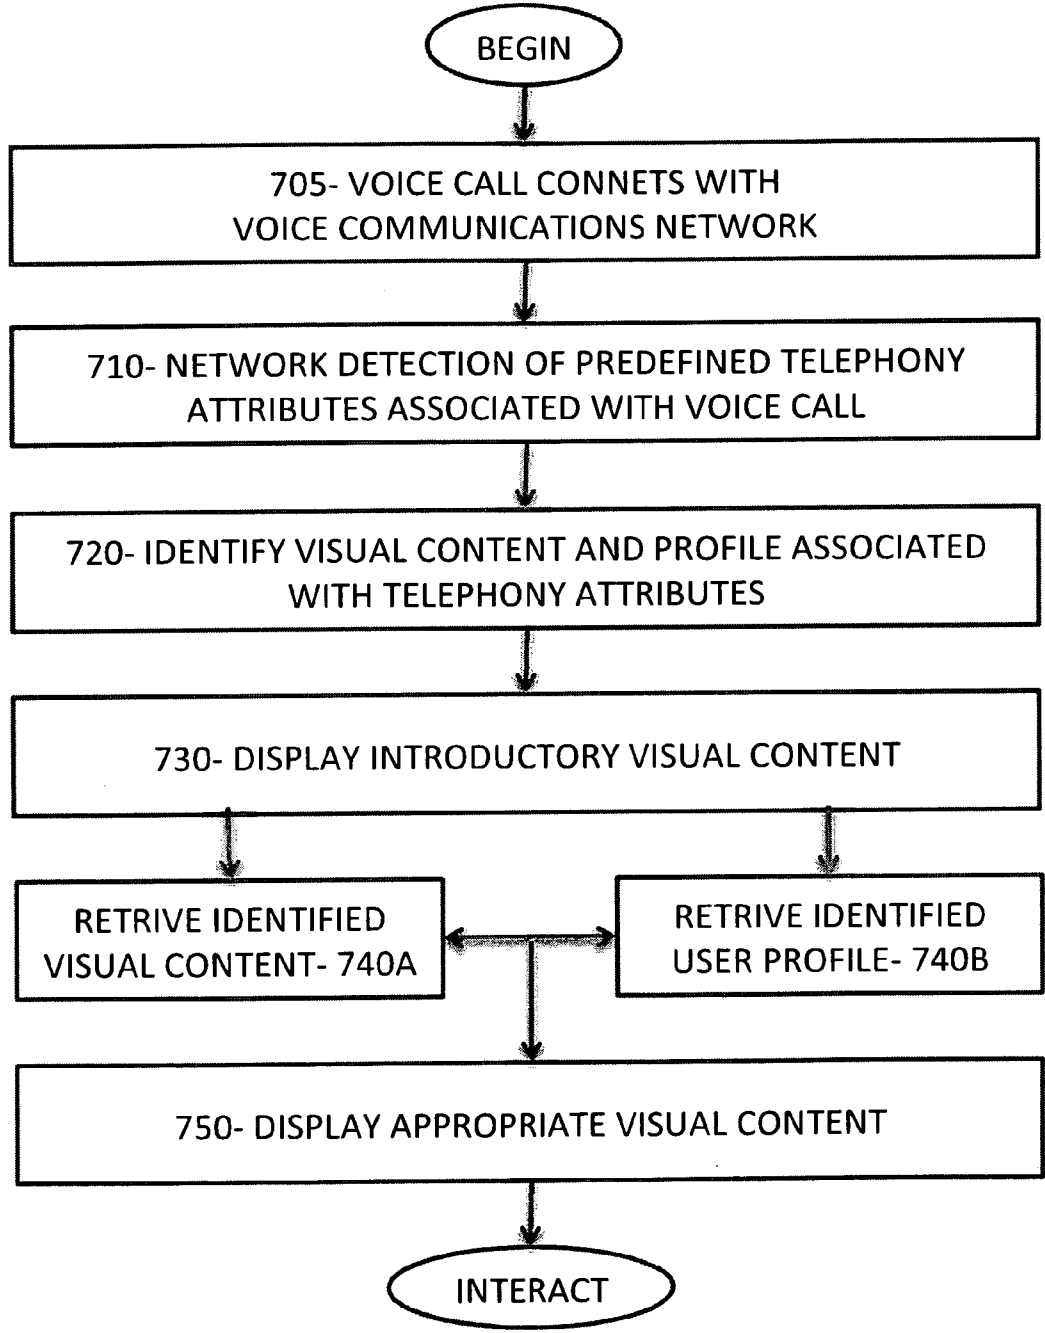 BEGIN
705- VOICE CALL CONNETS WITH
VOICE COMMUNICATIONS NETWORK
710- NETWORK DETECTION OF PREDEFINED TELEPHONY
ATTRIBUTES ASSOCIATED WITH VOICE CALL
720- IDENTIFY VISUAL CONTENT AND PROFILE ASSOCIATED
WITH TELEPHONY ATTRIBUTES
730- DISPLAY INTRODUCTORY VISUAL CONTENT
RETRIVE IDENTIFIED
VISUAL CONTENT- 740A
RETRIVE IDENTIFIED
USER PROFILE- 740B
750- DISPLAY APPROPRIATE VISUAL CONTENT
INTERACT